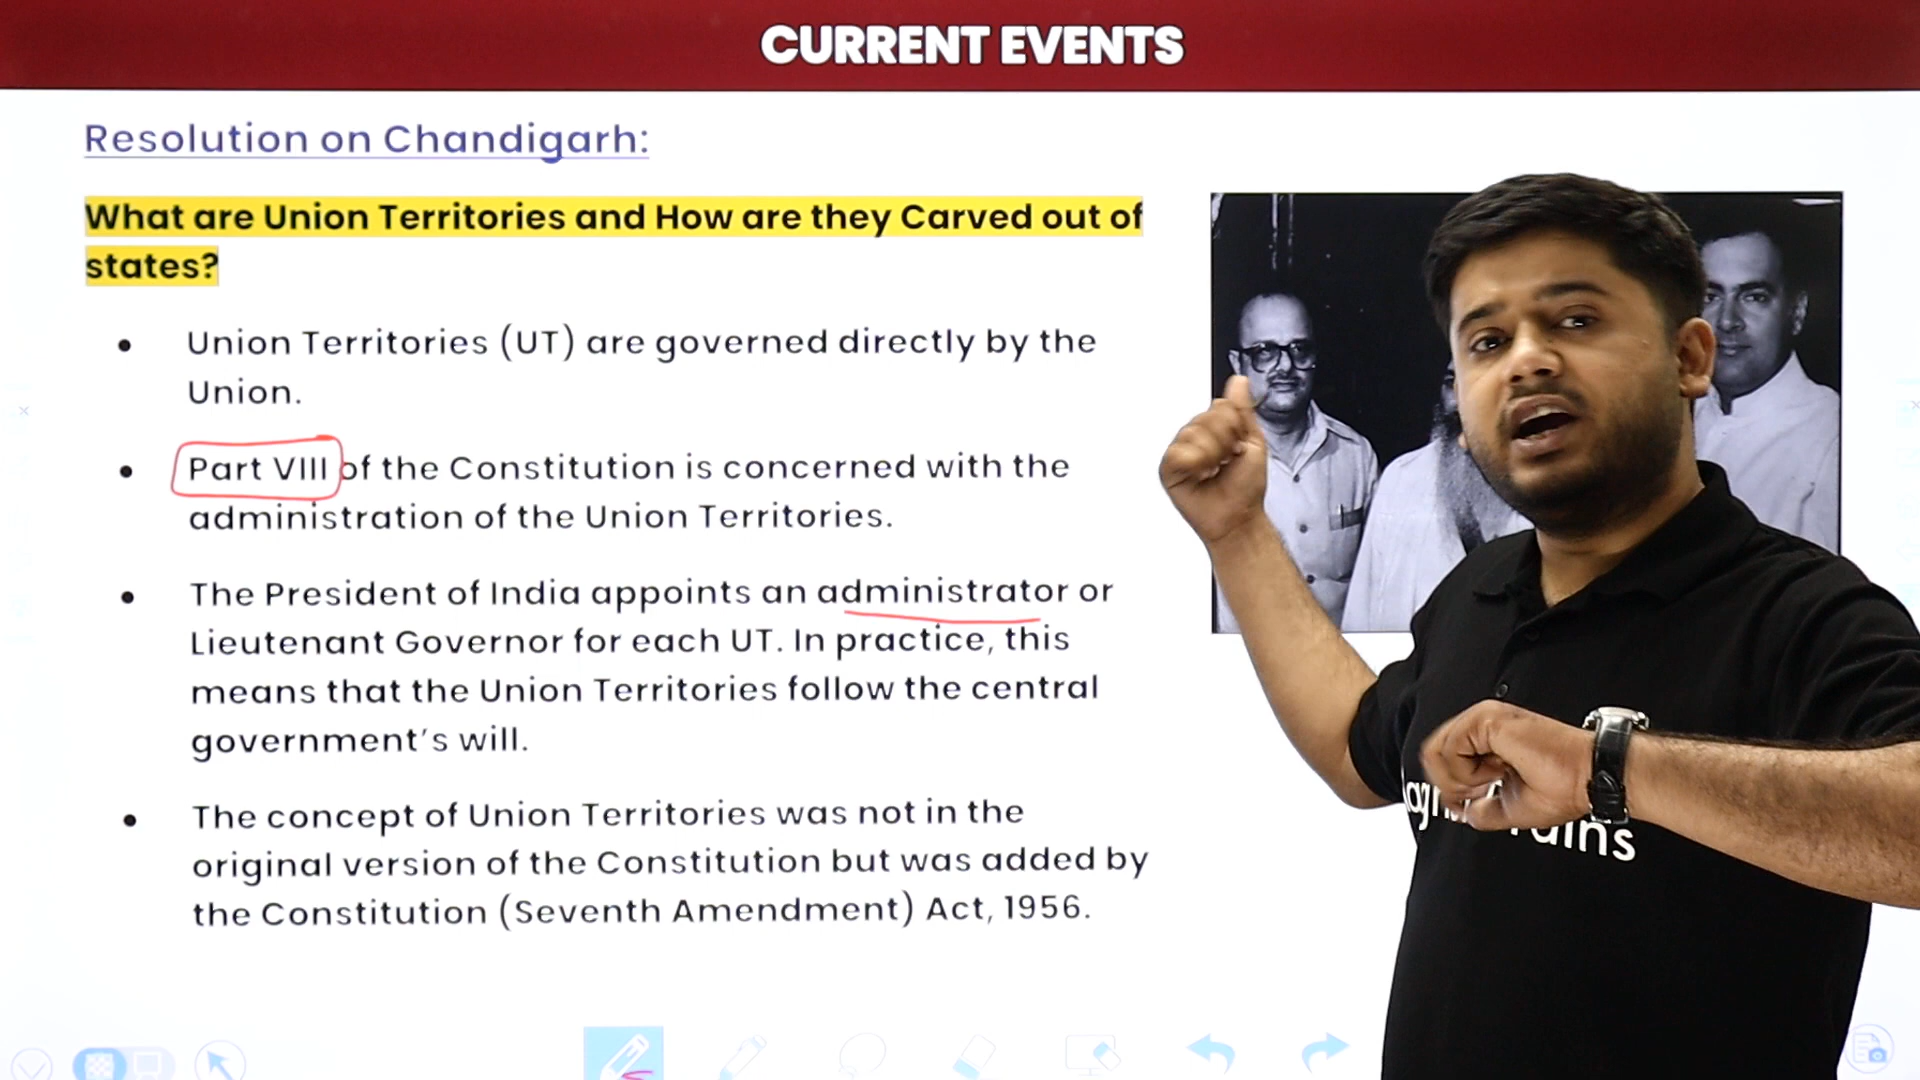 CURRENT EVENTS
Resolution on Chandigarh:
What are Union Territories and How are they Carved out of
states?
• Union Territories (UT) are governed directly by the
Union.
• Part VIII of the Constitution is concerned with the
administration of the Union Territories.
• The President of India appoints an administrator or
Lieutenant Governor for each UT. In practice, this
means that the Union Territories follow the central
government's will.
• The concept of Union Territories was not in the
original version of the Constitution but was added by
the Constitution (Seventh Amendment) Act, 1956.